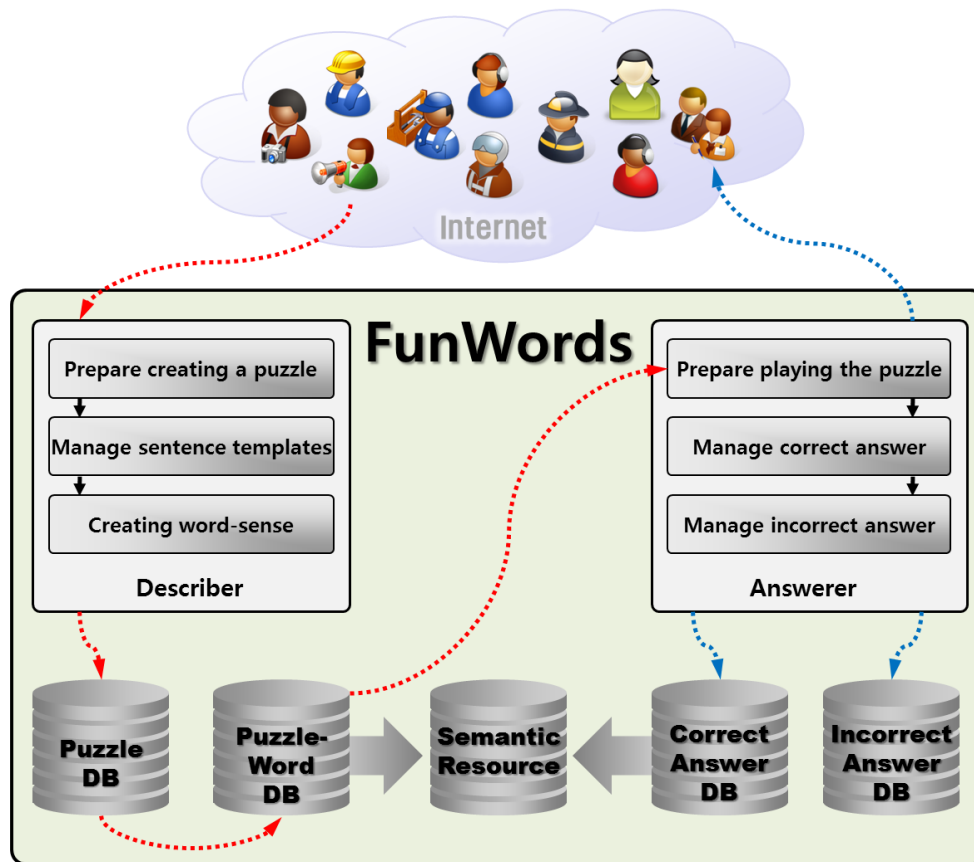 Internet
FunWords
Prepare creating a puzzle
Manage sentence templates
Creating word-sense
Describer
Prepare playing the puzzle
Manage correct answer
Manage incorrect answer
Answerer
Puzzle
DB
Puzzle-
Word
DB
Semantic
Resource
Correct
Answer
DB
Incorrect
Answer
DB